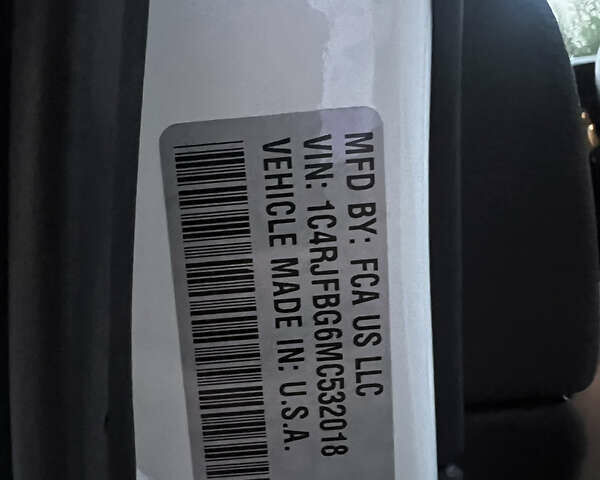 MFD BY: FCA US LLC
VIN: 1C4RJFBG6MC532018
VEHICLE MADE IN: U.S.A.